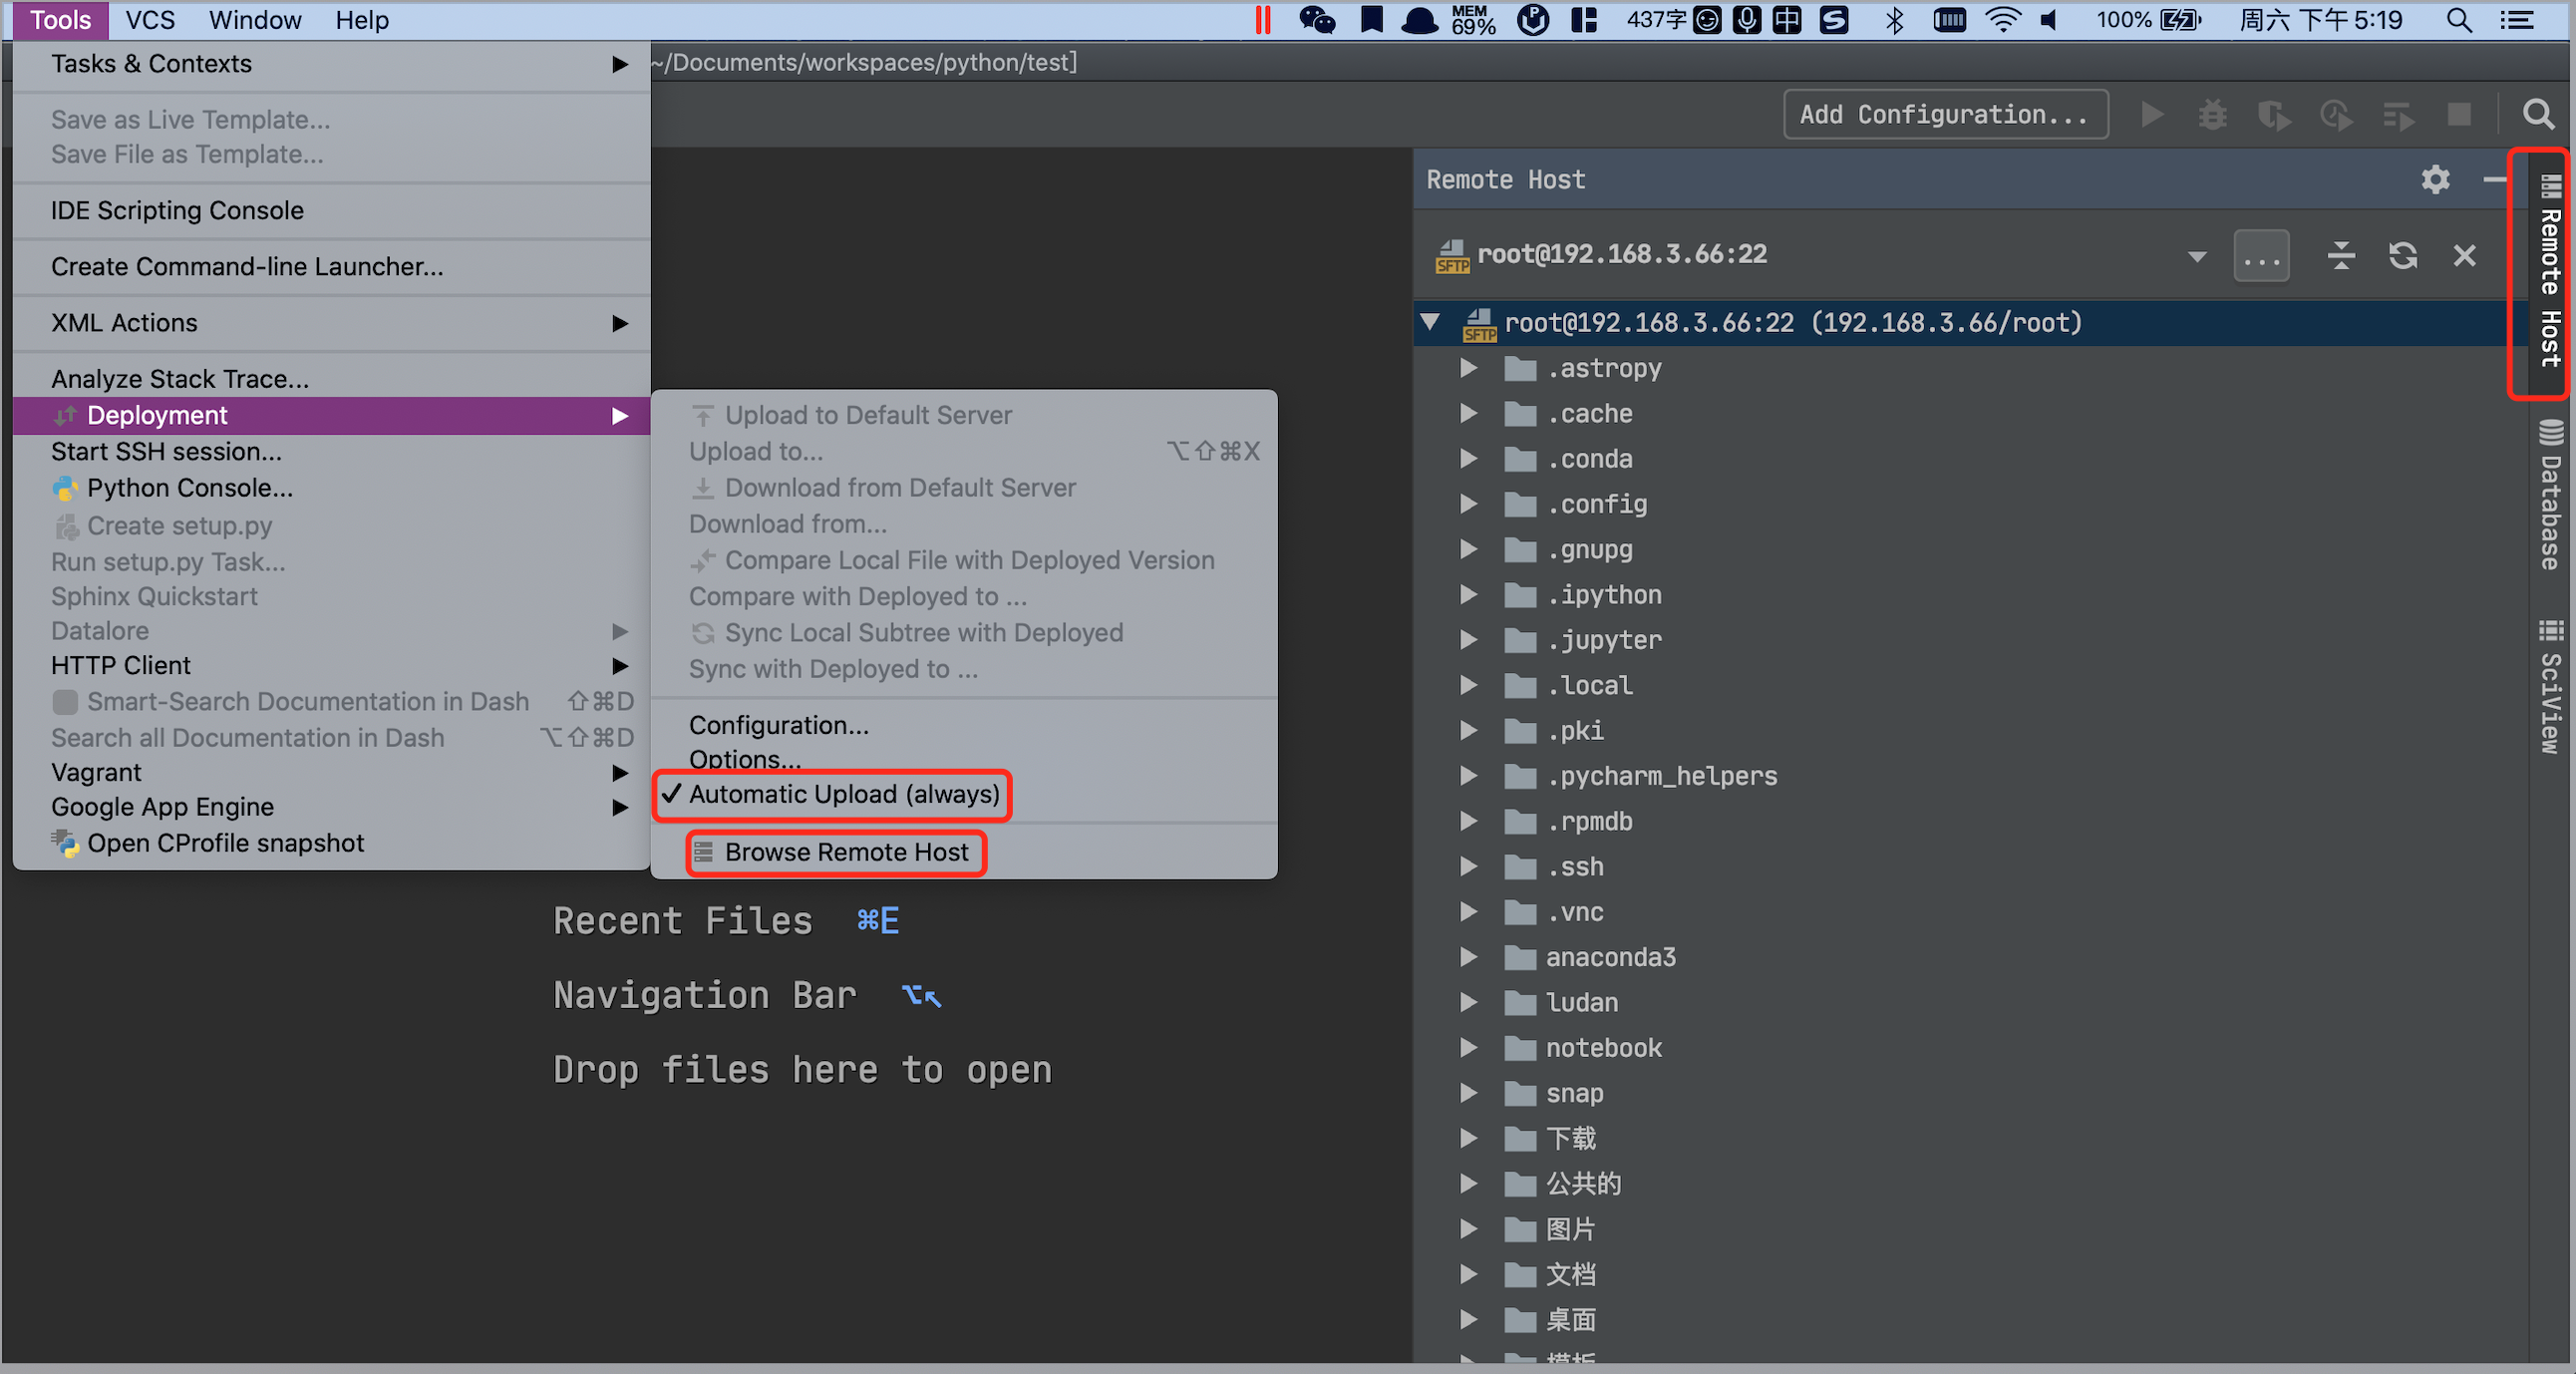 Tools VCS Window Help MEM 69% 437字 中 S 100% 周六 下午 5:19
~/Documents/workspaces/python/test]
Tasks & Contexts
Save as Live Template...
Save File as Template...
IDE Scripting Console
Create Command-line Launcher...
XML Actions
Analyze Stack Trace...
Deployment
Start SSH session...
Python Console...
Create setup.py
Run setup.py Task...
Sphinx Quickstart
Datalore
HTTP Client
Smart-Search Documentation in Dash ⇧⌘D
Search all Documentation in Dash ⌥⇧⌘D
Vagrant
Google App Engine
Open CProfile snapshot
Upload to Default Server
Upload to... ⌥⇧⌘X
Download from Default Server
Download from...
Compare Local File with Deployed Version
Compare with Deployed to ...
Sync Local Subtree with Deployed
Sync with Deployed to ...
Configuration...
Options...
✓ Automatic Upload (always)
Browse Remote Host
Recent Files ⌘E
Navigation Bar ⌥↖
Drop files here to open
Add Configuration...
Remote Host
SFTP root@192.168.3.66:22 ...
SFTP root@192.168.3.66:22 (192.168.3.66/root)
.astropy
.cache
.conda
.config
.gnupg
.ipython
.jupyter
.local
.pki
.pycharm_helpers
.rpmdb
.ssh
.vnc
anaconda3
ludan
notebook
snap
下载
公共的
图片
文档
桌面
模板
Remote Host
Database
SciView